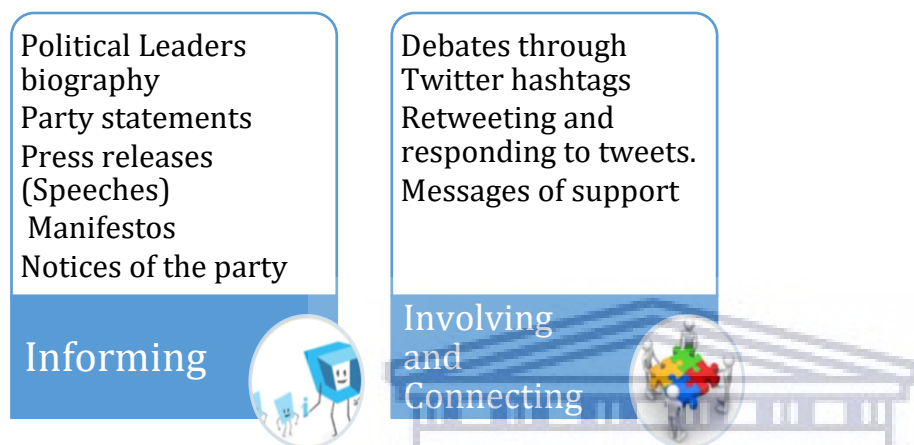 Political Leaders
biography
Party statements
Press releases
(Speeches)
Manifestos
Notices of the party
Informing
Debates through
Twitter hashtags
Retweeting and
responding to tweets.
Messages of support
Involving
and
Connecting